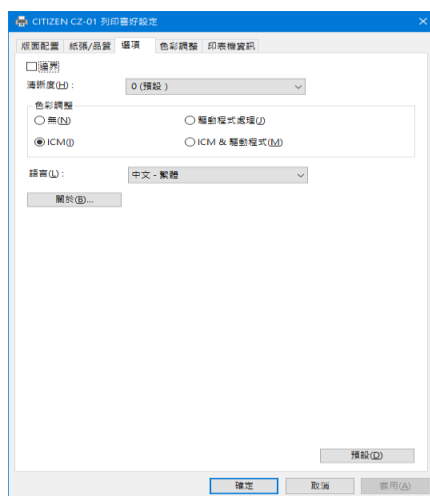 CITIZEN CZ-01 列印喜好設定
版面配置 紙張/品質 選項 色彩調整 印表機資訊
邊界
清晰度(H): 0 (預設 )
色彩調整
無(N) 驅動程式處理(J)
ICM(I) ICM & 驅動程式(M)
語言(L): 中文 - 繁體
關於(B)...
預設(D)
確定 取消 套用(A)